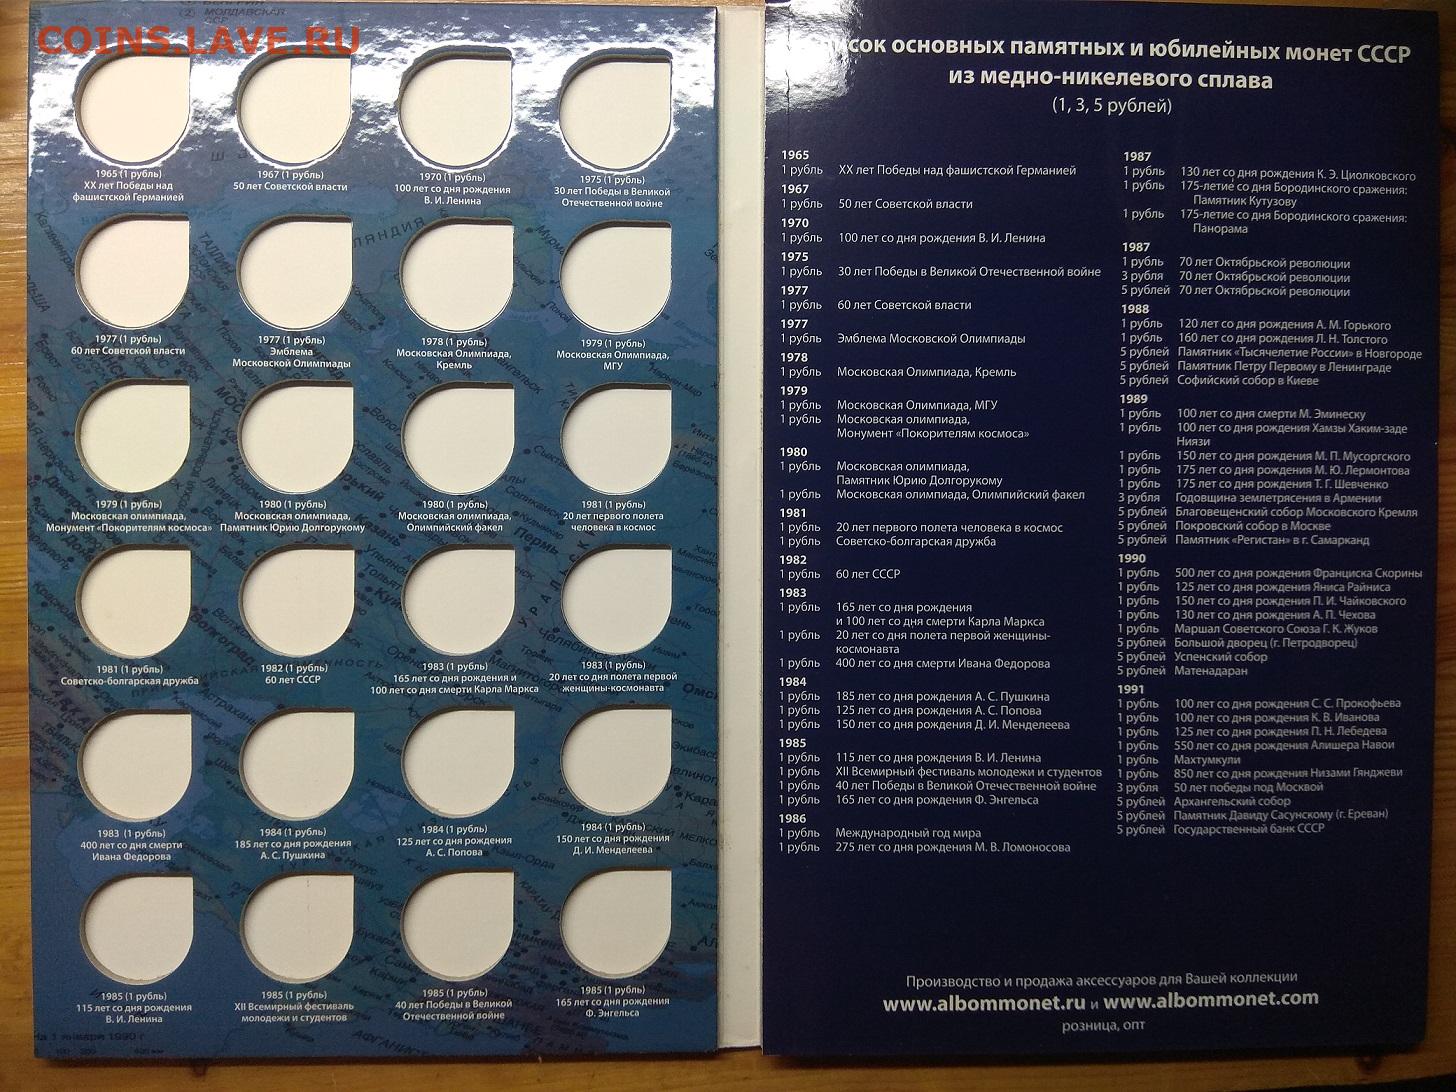 COINS.LAVE.RU
МОЛДАВСКАЯ
1965 (1 рубль)
XX лет Победы над
фашистской Германией
1967 (1 рубль)
50 лет Советской власти
1970 (1 рубль)
100 лет со дня рождения
В. И. Ленина
1975 (1 рубль)
30 лет Победы в Великой
Отечественной войне
1977 (1 рубль)
60 лет Советской власти
1977 (1 рубль)
Эмблема
Московской Олимпиады
1978 (1 рубль)
Московская Олимпиада,
Кремль
1979 (1 рубль)
Московская Олимпиада,
МГУ
1979 (1 рубль)
Московская олимпиада,
Монумент «Покорителям космоса»
1980 (1 рубль)
Московская олимпиада,
Памятник Юрию Долгорукому
1980 (1 рубль)
Московская олимпиада,
Олимпийский факел
1981 (1 рубль)
20 лет первого полета
человека в космос
1981 (1 рубль)
Советско-болгарская дружба
1982 (1 рубль)
60 лет СССР
1983 (1 рубль)
165 лет со дня рождения и
100 лет со дня смерти Карла Маркса
1983 (1 рубль)
20 лет со дня полета первой
женщины-космонавта
1983 (1 рубль)
400 лет со дня смерти
Ивана Федорова
1984 (1 рубль)
185 лет со дня рождения
А. С. Пушкина
1984 (1 рубль)
125 лет со дня рождения
А. С. Попова
1984 (1 рубль)
150 лет со дня рождения
Д. И. Менделеева
1985 (1 рубль)
115 лет со дня рождения
В. И. Ленина
1985 (1 рубль)
XII Всемирный фестиваль
молодежи и студентов
1985 (1 рубль)
40 лет Победы в Великой
Отечественной войне
1985 (1 рубль)
165 лет со дня рождения
Ф. Энгельса
на 1 января 1990 г
основных памятных и юбилейных монет СССР
из медно-никелевого сплава
(1, 3, 5 рублей)
1965
1 рубль XX лет Победы над фашистской Германией
1967
1 рубль 50 лет Советской власти
1970
1 рубль 100 лет со дня рождения В. И. Ленина
1975
1 рубль 30 лет Победы в Великой Отечественной войне
1977
1 рубль 60 лет Советской власти
1977
1 рубль Эмблема Московской Олимпиады
1978
1 рубль Московская Олимпиада, Кремль
1979
1 рубль Московская Олимпиада, МГУ
1 рубль Московская олимпиада,
Монумент «Покорителям космоса»
1980
1 рубль Московская олимпиада,
Памятник Юрию Долгорукому
1 рубль Московская олимпиада, Олимпийский факел
1981
1 рубль 20 лет первого полета человека в космос
1 рубль Советско-болгарская дружба
1982
1 рубль 60 лет СССР
1983
1 рубль 165 лет со дня рождения
и 100 лет со дня смерти Карла Маркса
1 рубль 20 лет со дня полета первой женщины-
космонавта
1 рубль 400 лет со дня смерти Ивана Федорова
1984
1 рубль 185 лет со дня рождения А. С. Пушкина
1 рубль 125 лет со дня рождения А. С. Попова
1 рубль 150 лет со дня рождения Д. И. Менделеева
1985
1 рубль 115 лет со дня рождения В. И. Ленина
1 рубль XII Всемирный фестиваль молодежи и студентов
1 рубль 40 лет Победы в Великой Отечественной войне
1 рубль 165 лет со дня рождения Ф. Энгельса
1986
1 рубль Международный год мира
1 рубль 275 лет со дня рождения М. В. Ломоносова
1987
1 рубль 130 лет со дня рождения К. Э. Циолковского
1 рубль 175-летие со дня Бородинского сражения:
Памятник Кутузову
1 рубль 175-летие со дня Бородинского сражения:
Панорама
1987
1 рубль 70 лет Октябрьской революции
3 рубля 70 лет Октябрьской революции
5 рублей 70 лет Октябрьской революции
1988
1 рубль 120 лет со дня рождения А. М. Горького
1 рубль 160 лет со дня рождения Л. Н. Толстого
5 рублей Памятник «Тысячелетие России» в Новгороде
5 рублей Памятник Петру Первому в Ленинграде
5 рублей Софийский собор в Киеве
1989
1 рубль 100 лет со дня смерти М. Эминеску
1 рубль 100 лет со дня рождения Хамзы Хаким-заде
Ниязи
1 рубль 150 лет со дня рождения М. П. Мусоргского
1 рубль 175 лет со дня рождения М. Ю. Лермонтова
1 рубль 175 лет со дня рождения Т. Г. Шевченко
3 рубля Годовщина землетрясения в Армении
5 рублей Благовещенский собор Московского Кремля
5 рублей Покровский собор в Москве
5 рублей Памятник «Регистан» в г. Самарканд
1990
1 рубль 500 лет со дня рождения Франциска Скорины
1 рубль 125 лет со дня рождения Яниса Райниса
1 рубль 150 лет со дня рождения П. И. Чайковского
1 рубль 130 лет со дня рождения А. П. Чехова
1 рубль Маршал Советского Союза Г. К. Жуков
5 рублей Большой дворец (г. Петродворец)
5 рублей Успенский собор
5 рублей Матенадаран
1991
1 рубль 100 лет со дня рождения С. С. Прокофьева
1 рубль 100 лет со дня рождения К. В. Иванова
1 рубль 125 лет со дня рождения П. Н. Лебедева
1 рубль 550 лет со дня рождения Алишера Навои
1 рубль Махтумкули
1 рубль 850 лет со дня рождения Низами Гянджеви
3 рубля 50 лет победы под Москвой
5 рублей Архангельский собор
5 рублей Памятник Давиду Сасунскому (г. Ереван)
5 рублей Государственный банк СССР
Производство и продажа аксессуаров для Вашей коллекции
www.albommonet.ru и www.albommonet.com
розница, опт